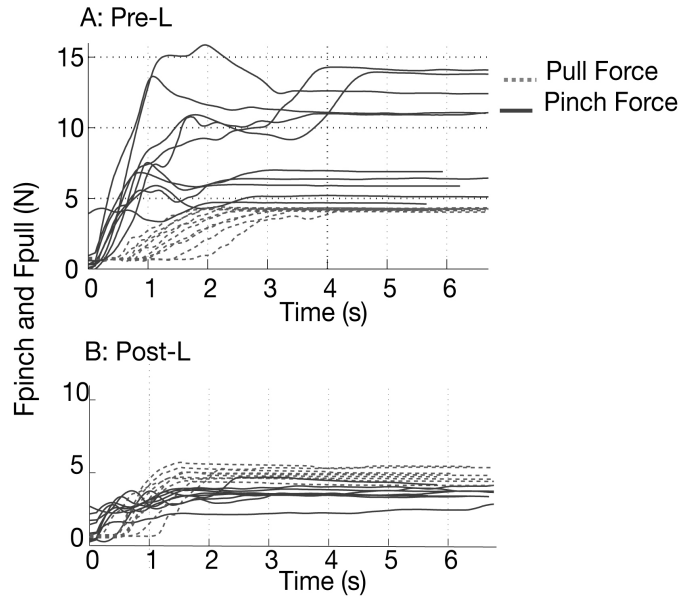 A: Pre-L
15
10
5
0
0 1 2 3 4 5 6
Time (s)
Pull Force
Pinch Force
Fpinch and Fpull (N)
B: Post-L
10
5
0
0 1 2 3 4 5 6
Time (s)